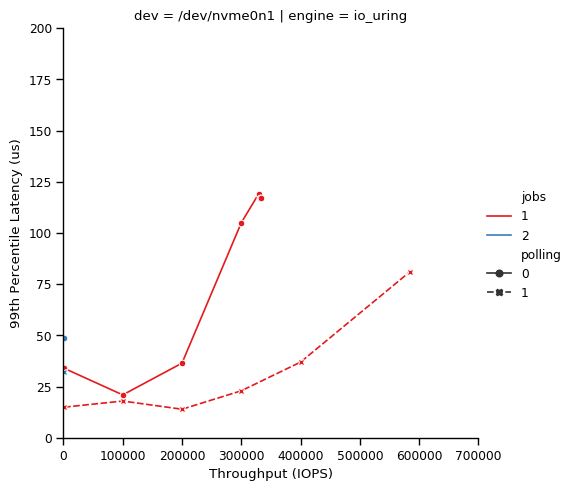 dev = /dev/nvme0n1 | engine = io_uring
200
175
150
125
100
75
50
25
0
99th Percentile Latency (us)
0 100000 200000 300000 400000 500000 600000 700000
Throughput (IOPS)
jobs
1
2
polling
0
1